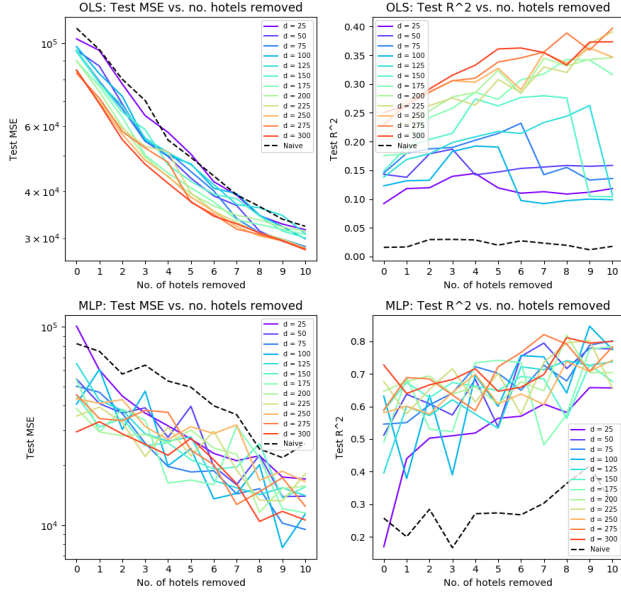 OLS: Test MSE vs. no. hotels removed
Test MSE
10^5
6 × 10^4
4 × 10^4
3 × 10^4
0 1 2 3 4 5 6 7 8 9 10
No. of hotels removed
d = 25
d = 50
d = 75
d = 100
d = 125
d = 150
d = 175
d = 200
d = 225
d = 250
d = 275
d = 300
Naive
OLS: Test R^2 vs. no. hotels removed
Test R^2
0.40
0.35
0.30
0.25
0.20
0.15
0.10
0.05
0.00
0 1 2 3 4 5 6 7 8 9 10
No. of hotels removed
d = 25
d = 50
d = 75
d = 100
d = 125
d = 150
d = 175
d = 200
d = 225
d = 250
d = 275
d = 300
Naive
MLP: Test MSE vs. no. hotels removed
Test MSE
10^5
10^4
0 1 2 3 4 5 6 7 8 9 10
No. of hotels removed
d = 25
d = 50
d = 75
d = 100
d = 125
d = 150
d = 175
d = 200
d = 225
d = 250
d = 275
d = 300
Naive
MLP: Test R^2 vs. no. hotels removed
Test R^2
0.8
0.7
0.6
0.5
0.4
0.3
0.2
0 1 2 3 4 5 6 7 8 9 10
No. of hotels removed
d = 25
d = 50
d = 75
d = 100
d = 125
d = 150
d = 175
d = 200
d = 225
d = 250
d = 275
d = 300
Naive